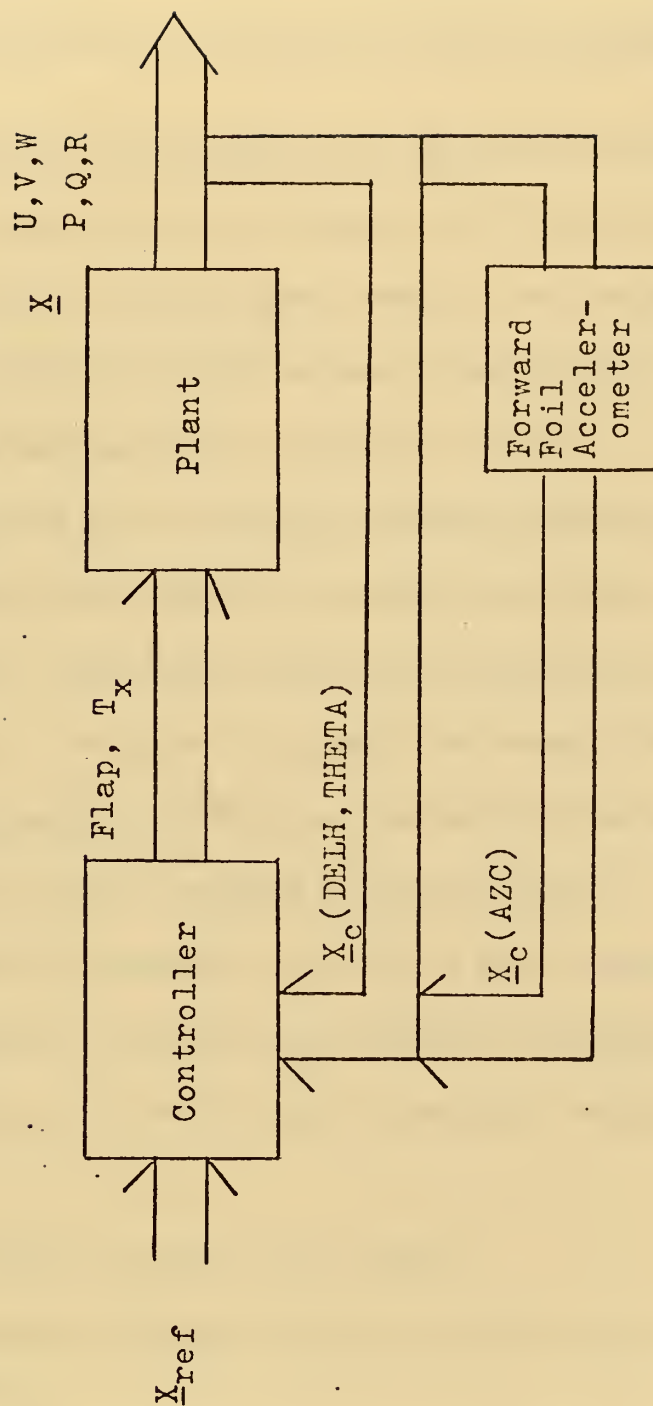 X_ref
Controller
Flap, T_x
Plant
X
U,V,W
P,Q,R
X_c(DELH,THETA)
X_c(AZC)
Forward
Foil
Acceler-
ometer